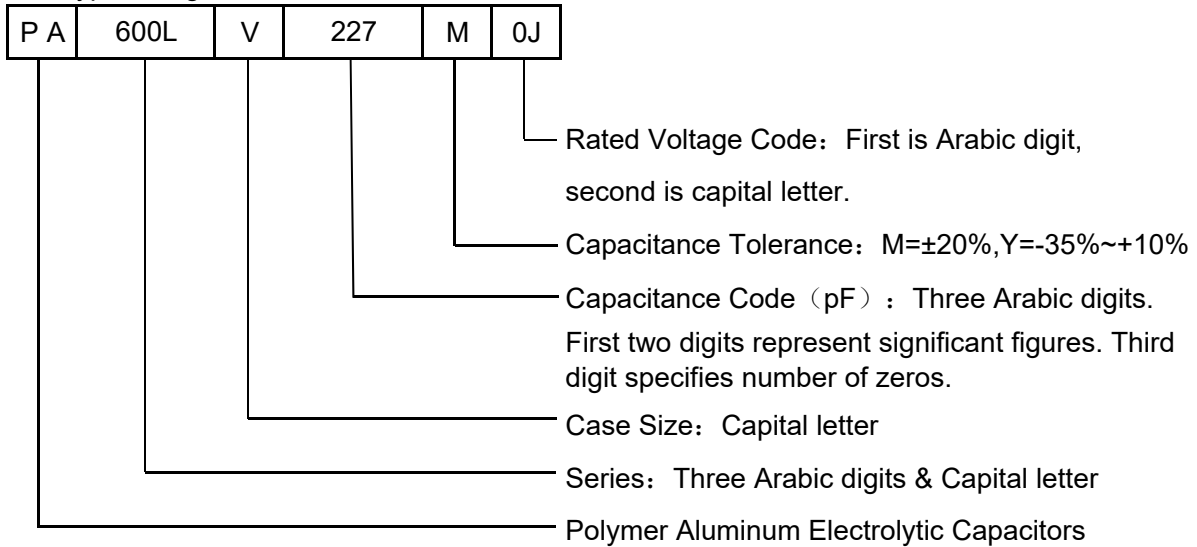 P A 600L V 227 M 0J
Rated Voltage Code：First is Arabic digit,
second is capital letter.
Capacitance Tolerance：M=±20%,Y=-35%~+10%
Capacitance Code（pF）：Three Arabic digits.
First two digits represent significant figures. Third
digit specifies number of zeros.
Case Size：Capital letter
Series：Three Arabic digits & Capital letter
Polymer Aluminum Electrolytic Capacitors